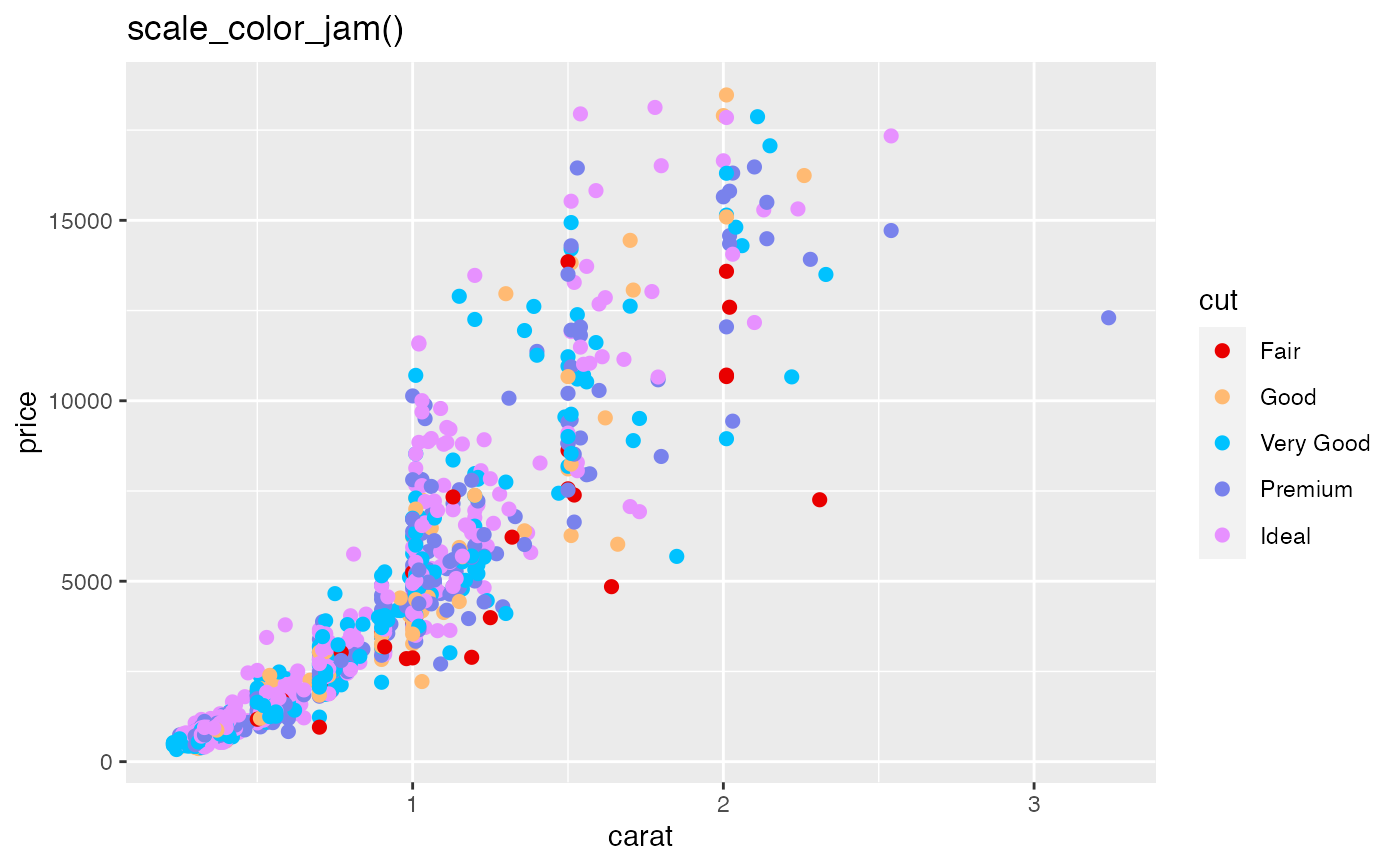 scale_color_jam()
15000
10000
5000
0
price
1
2
3
carat
cut
Fair
Good
Very Good
Premium
Ideal